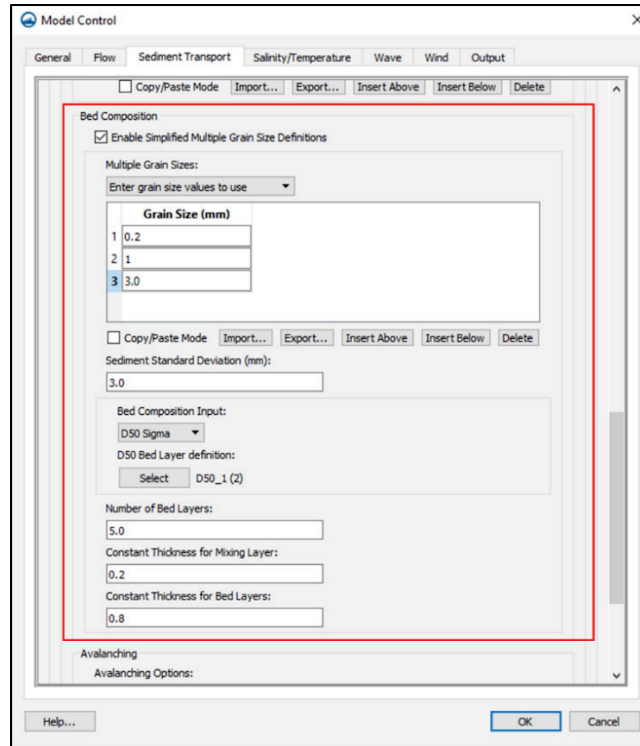 Model Control
General Flow Sediment Transport Salinity/Temperature Wave Wind Output
Copy/Paste Mode Import... Export... Insert Above Insert Below Delete
Bed Composition
Enable Simplified Multiple Grain Size Definitions
Multiple Grain Sizes:
Enter grain size values to use
Grain Size (mm)
1 0.2
2 1
3 3.0
Copy/Paste Mode Import... Export... Insert Above Insert Below Delete
Sediment Standard Deviation (mm):
3.0
Bed Composition Input:
D50 Sigma
D50 Bed Layer definition:
Select D50_1 (2)
Number of Bed Layers:
5.0
Constant Thickness for Mixing Layer:
0.2
Constant Thickness for Bed Layers:
0.8
Avalanching
Avalanching Options:
Help... OK Cancel